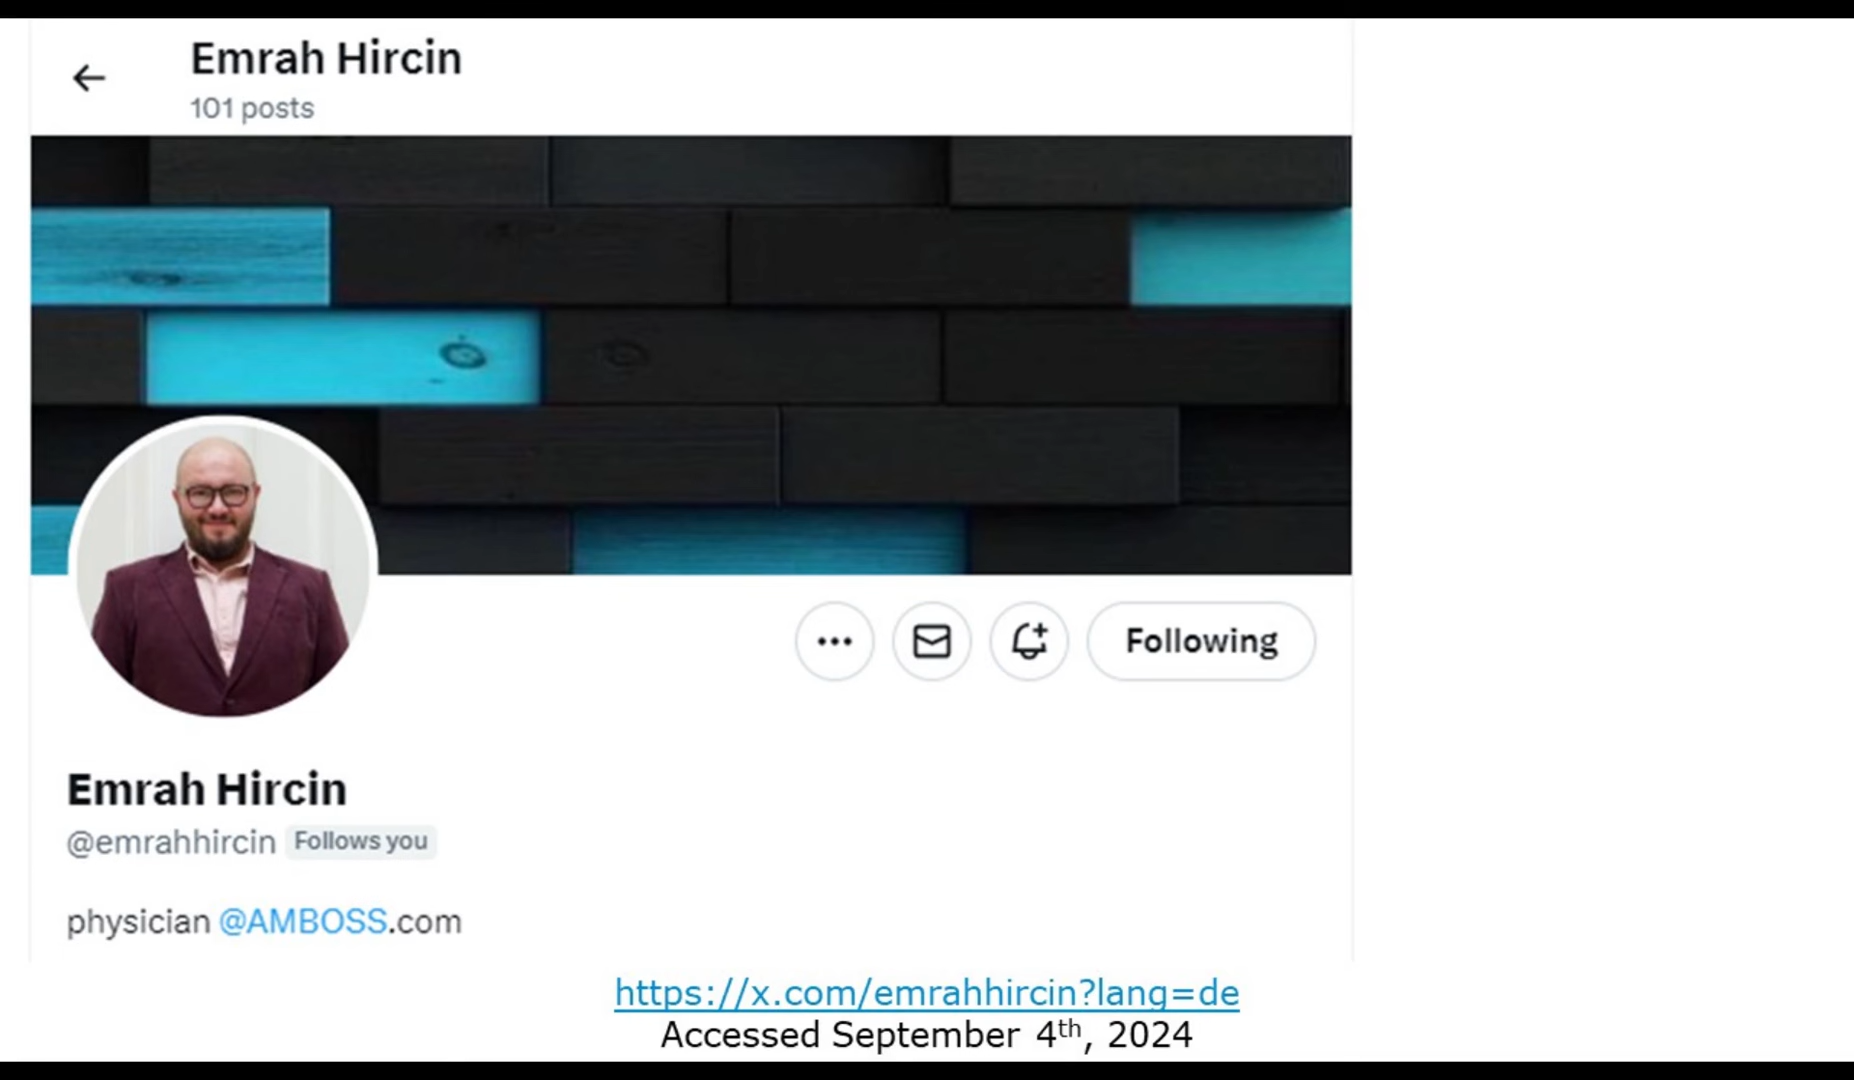 Emrah Hircin
101 posts
Following
Emrah Hircin
@emrahhircin Follows you
physician @AMBOSS.com
https://x.com/emrahhircin?lang=de
Accessed September 4th, 2024